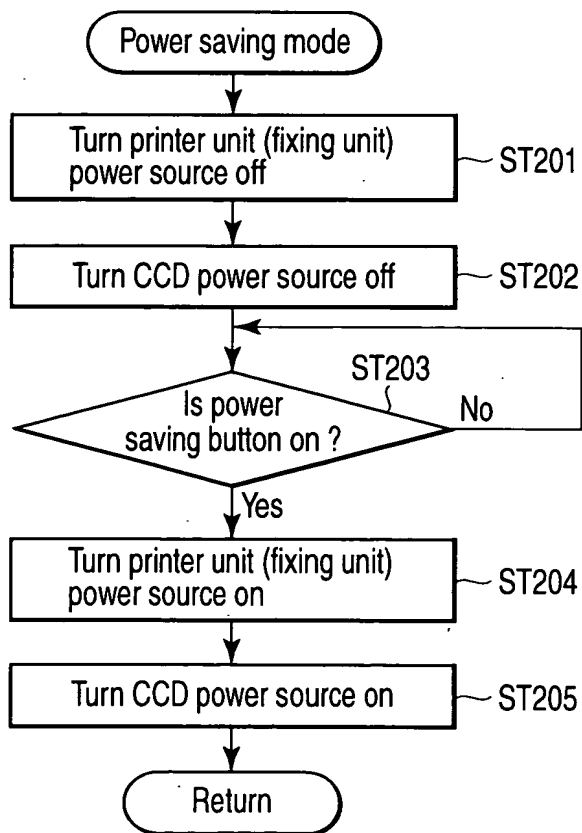 Power saving mode
Turn printer unit (fixing unit)
power source off
ST201
Turn CCD power source off
ST202
ST203
Is power
saving button on ?
No
Yes
Turn printer unit (fixing unit)
power source on
ST204
Turn CCD power source on
ST205
Return